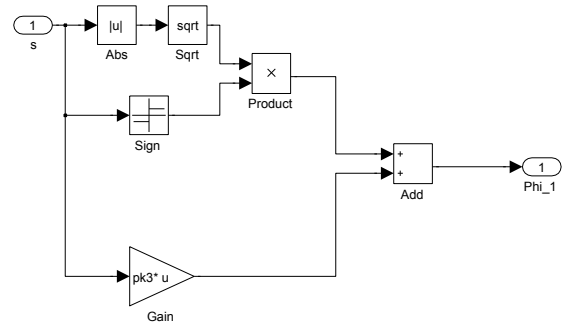 1
s
|u|
Abs
sqrt
Sqrt
×
Product
Sign
+
+
Add
1
Phi_1
pk3* u
Gain